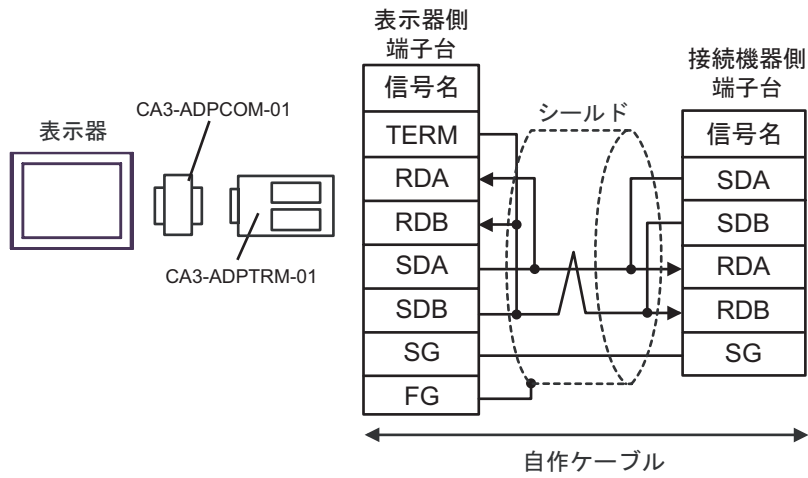 表示器
CA3-ADPCOM-01
CA3-ADPTRM-01
表示器側
端子台
信号名
TERM
RDA
RDB
SDA
SDB
SG
FG
シールド
接続機器側
端子台
信号名
SDA
SDB
RDA
RDB
SG
自作ケーブル